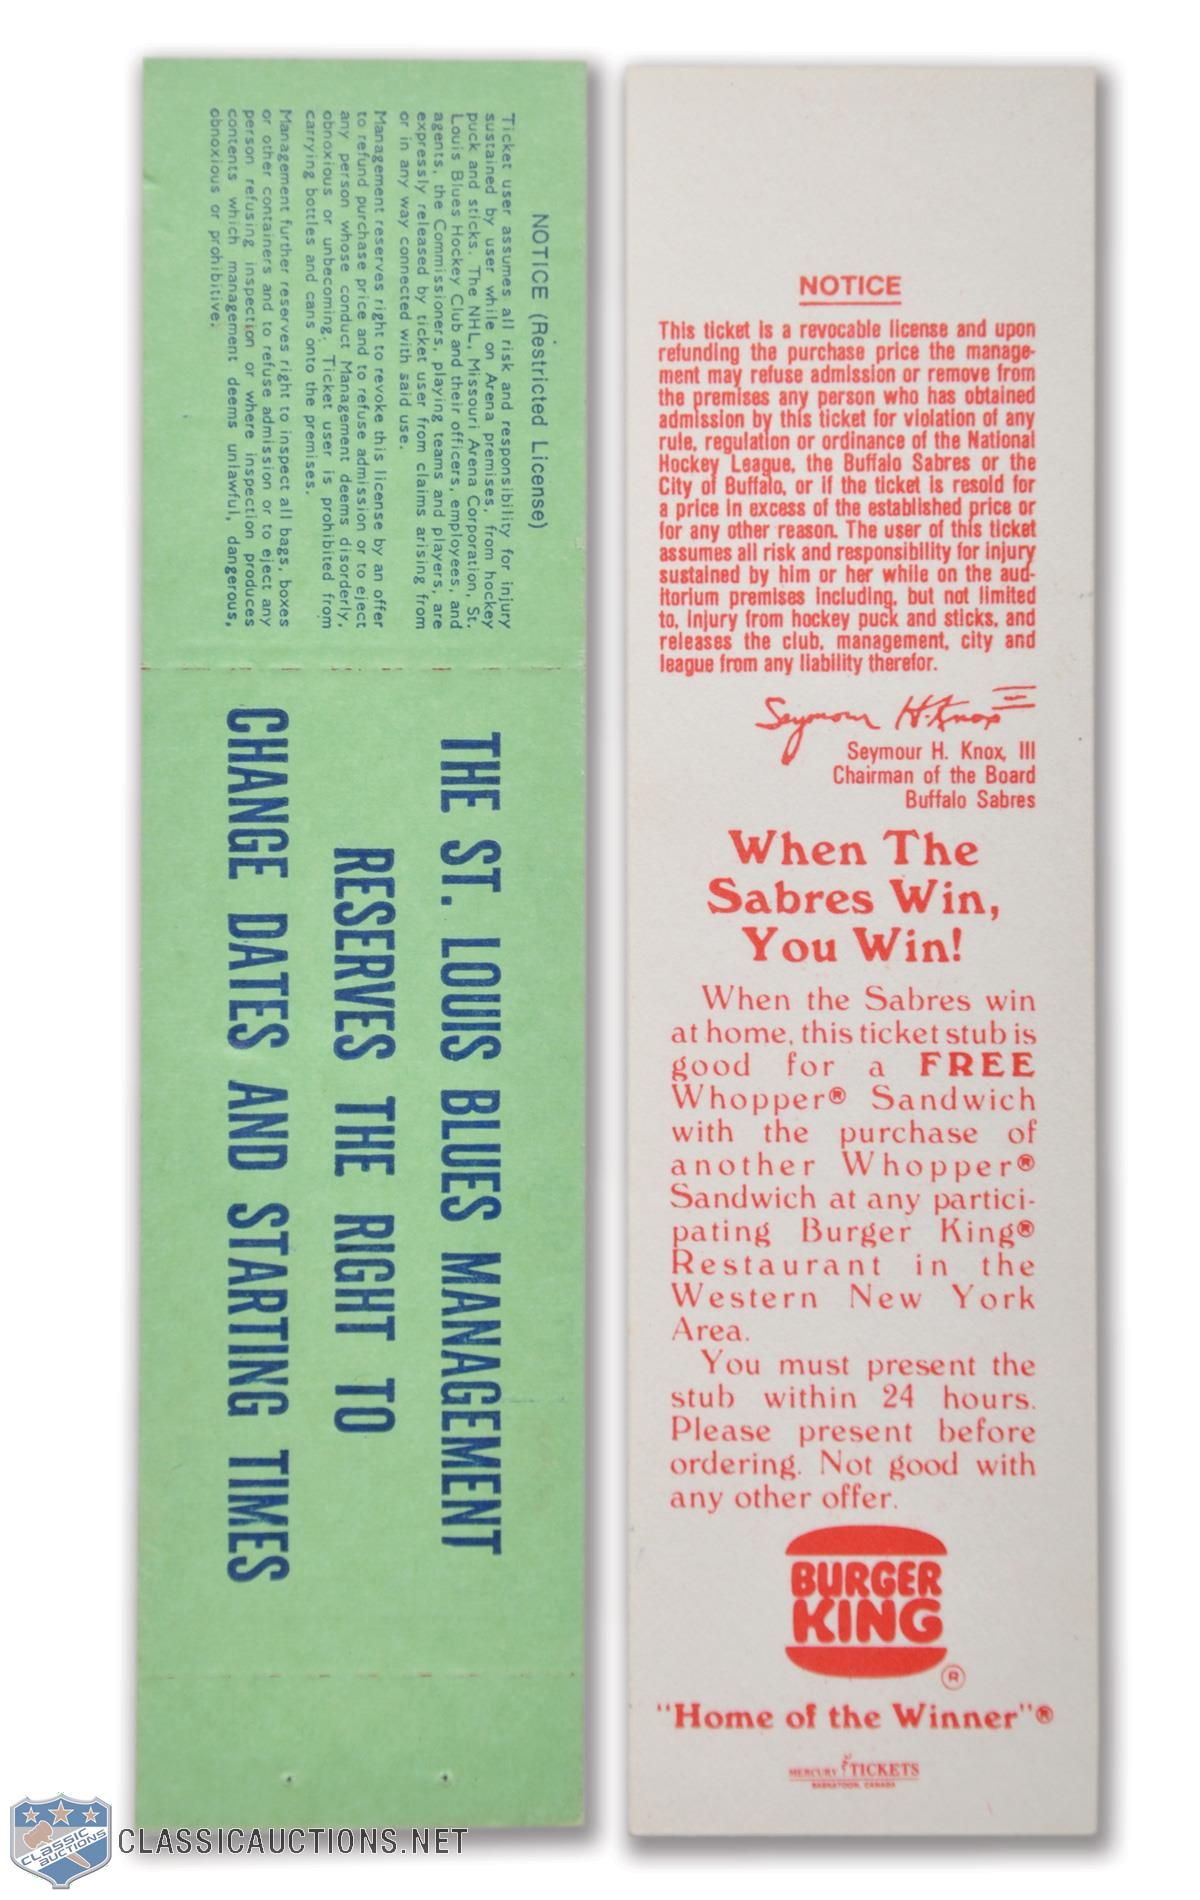 NOTICE (Restricted License)
Ticket user assumes all risk and responsibility for injury
sustained by user while on Arena premises, from hockey
puck and sticks. The NHL, Missouri Arena Corporation, St.
Louis Blues Hockey Club and their officers, employees, and
agents, the Commissioners, playing teams and players, are
expressly released by ticket user from claims arising from
or in any way connected with said use.
Management reserves right to revoke this license by an offer
to refund purchase price and to refuse admission or to eject
any person whose conduct Management deems disorderly,
obnoxious or unbecoming. Ticket user is prohibited from
carrying bottles and cans onto the premises.
Management further reserves right to inspect all bags, boxes
or other containers and to refuse admission or to eject any
person refusing inspection or where inspection produces
contents which management deems unlawful, dangerous,
obnoxious or prohibitive.
THE ST. LOUIS BLUES MANAGEMENT
RESERVES THE RIGHT TO
CHANGE DATES AND STARTING TIMES
NOTICE
This ticket is a revocable license and upon
refunding the purchase price the manage-
ment may refuse admission or remove from
the premises any person who has obtained
admission by this ticket for violation of any
rule, regulation or ordinance of the National
Hockey League, the Buffalo Sabres or the
City of Buffalo, or if the ticket is resold for
a price in excess of the established price or
for any other reason. The user of this ticket
assumes all risk and responsibility for injury
sustained by him or her while on the aud-
itorium premises including, but not limited
to, injury from hockey puck and sticks, and
releases the club, management, city and
league from any liability therefor.
Seymour H. Knox III
Seymour H. Knox, III
Chairman of the Board
Buffalo Sabres
When The
Sabres Win,
You Win!
When the Sabres win
at home, this ticket stub is
good for a FREE
Whopper® Sandwich
with the purchase of
another Whopper®
Sandwich at any partici-
pating Burger King®
Restaurant in the
Western New York
Area.
You must present the
stub within 24 hours.
Please present before
ordering. Not good with
any other offer.
BURGER
KING
®
"Home of the Winner"®
MERCURY TICKETS
SASKATOON, CANADA
CLASSIC
AUCTIONS
CLASSICAUCTIONS.NET